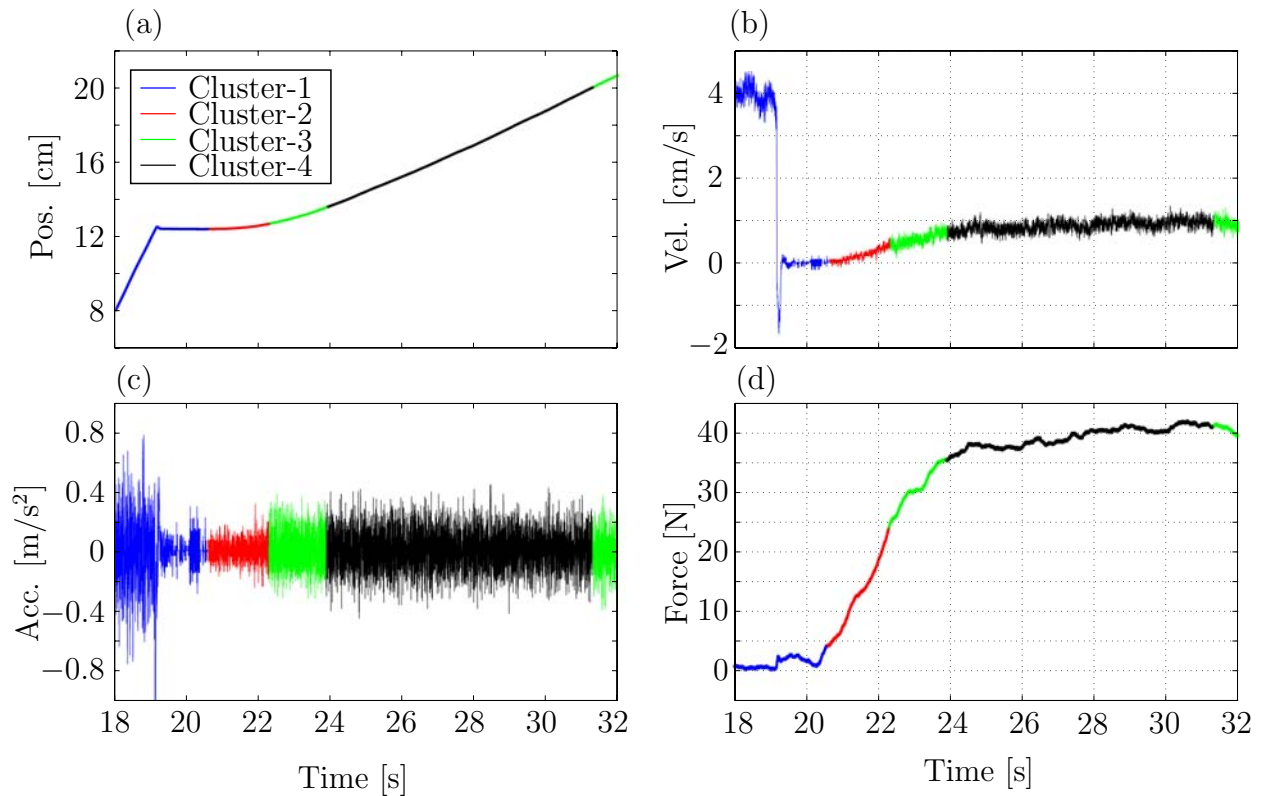 (a)
Pos. [cm]
20
16
12
8
Cluster-1
Cluster-2
Cluster-3
Cluster-4
(b)
Vel. [cm/s]
4
2
0
−2
(c)
Acc. [m/s²]
0.8
0.4
0
−0.4
−0.8
18 20 22 24 26 28 30 32
Time [s]
(d)
Force [N]
40
30
20
10
0
18 20 22 24 26 28 30 32
Time [s]